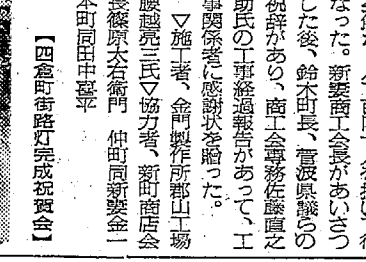 なった。新妻商工会長があいさつ
した後、鈴木町長、菅波県議らの
祝辞があり、商工会専務佐藤直之
助氏の工事経過報告があって、工
事関係者に感謝状を贈った。
▽施工者、金門製作所郡山工場
腰越亮三氏▽協力者、新町商店会
長篠原太右衛門 仲町同新妻金一
本町同田中喜平
【四倉町街路灯完成祝賀会】